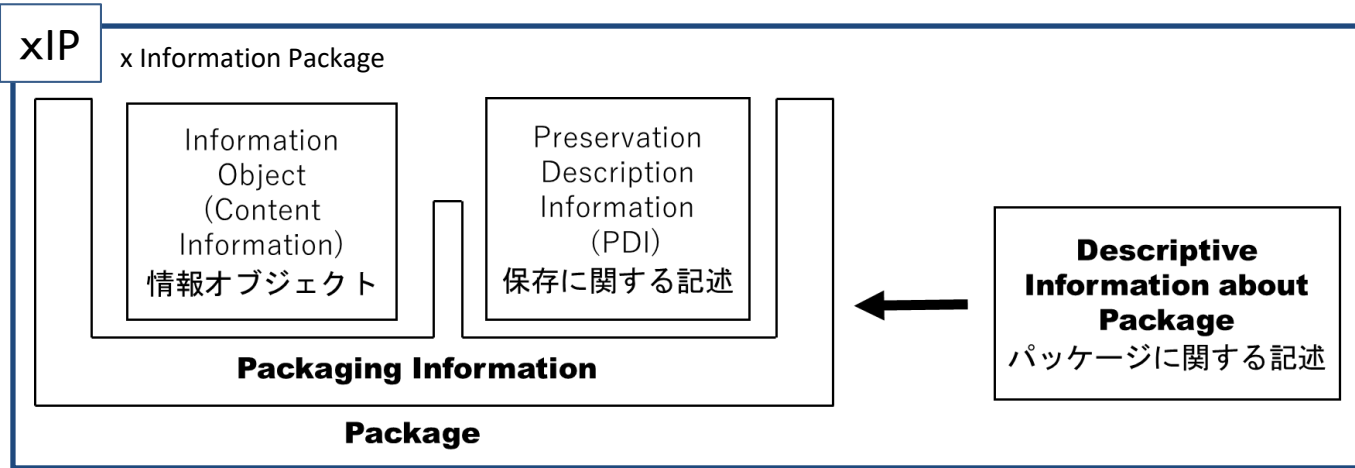 xIP
x Information Package
Information
Object
(Content
Information)
情報オブジェクト
Preservation
Description
Information
(PDI)
保存に関する記述
Packaging Information
Package
Descriptive
Information about
Package
パッケージに関する記述